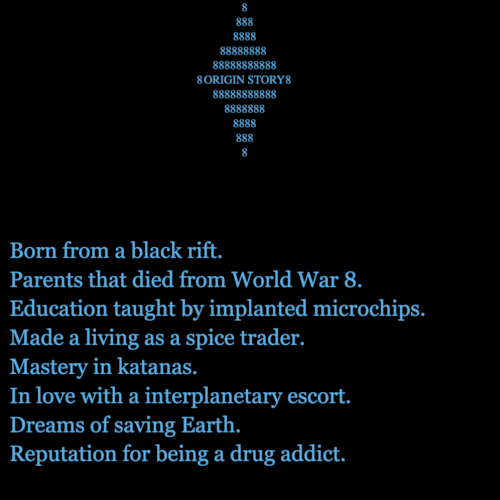 8
888
8888
88888888
88888888888
8 ORIGIN STORY 8
88888888888
8888888
8888
888
8
Born from a black rift.
Parents that died from World War 8.
Education taught by implanted microchips.
Made a living as a spice trader.
Mastery in katanas.
In love with a interplanetary escort.
Dreams of saving Earth.
Reputation for being a drug addict.